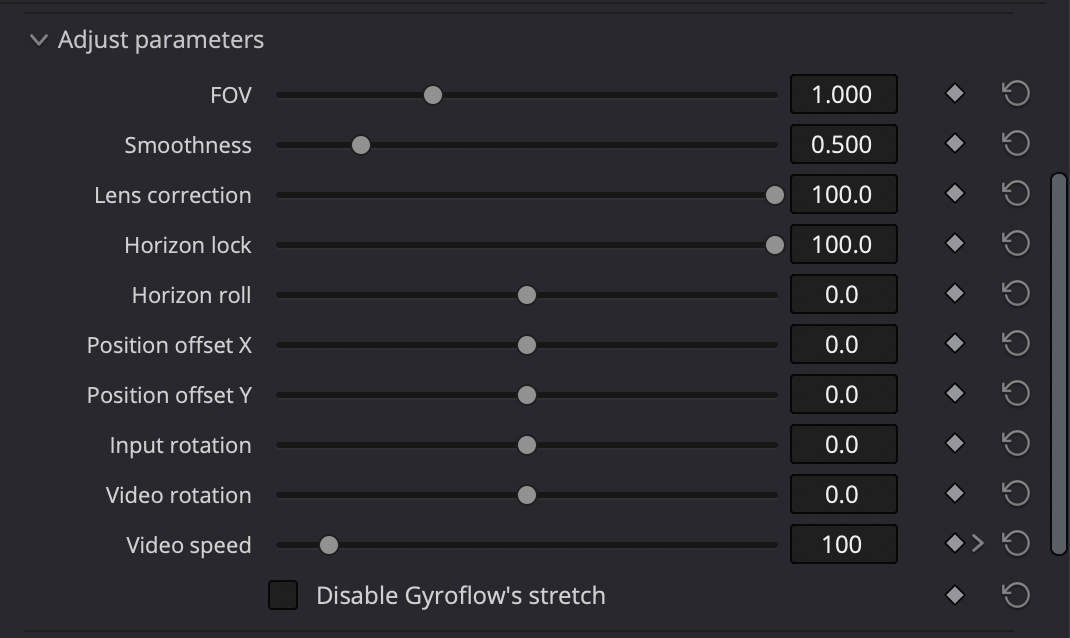 Adjust parameters
FOV 1.000
Smoothness 0.500
Lens correction 100.0
Horizon lock 100.0
Horizon roll 0.0
Position offset X 0.0
Position offset Y 0.0
Input rotation 0.0
Video rotation 0.0
Video speed 100
Disable Gyroflow's stretch